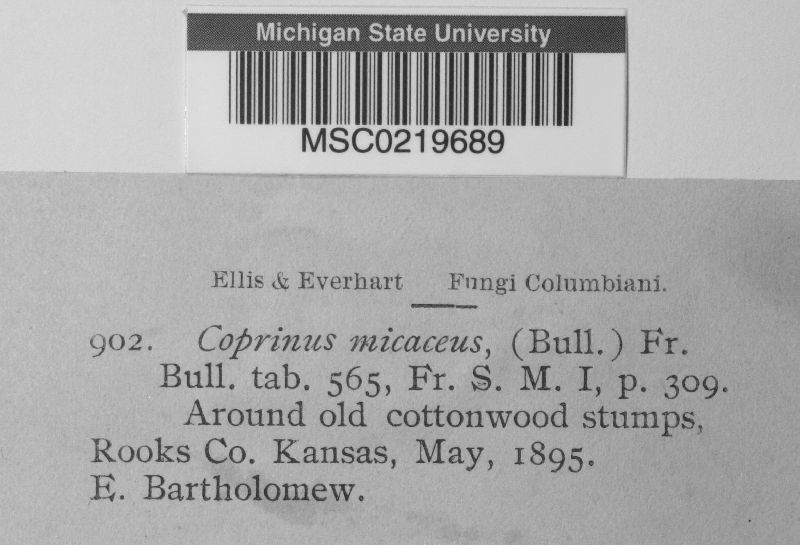 Michigan State University
MSC0219689
Ellis & Everhart Fungi Columbiani.
902. Coprinus micaceus, (Bull.) Fr.
Bull. tab. 565, Fr. S. M. I, p. 309.
Around old cottonwood stumps,
Rooks Co. Kansas, May, 1895.
E. Bartholomew.